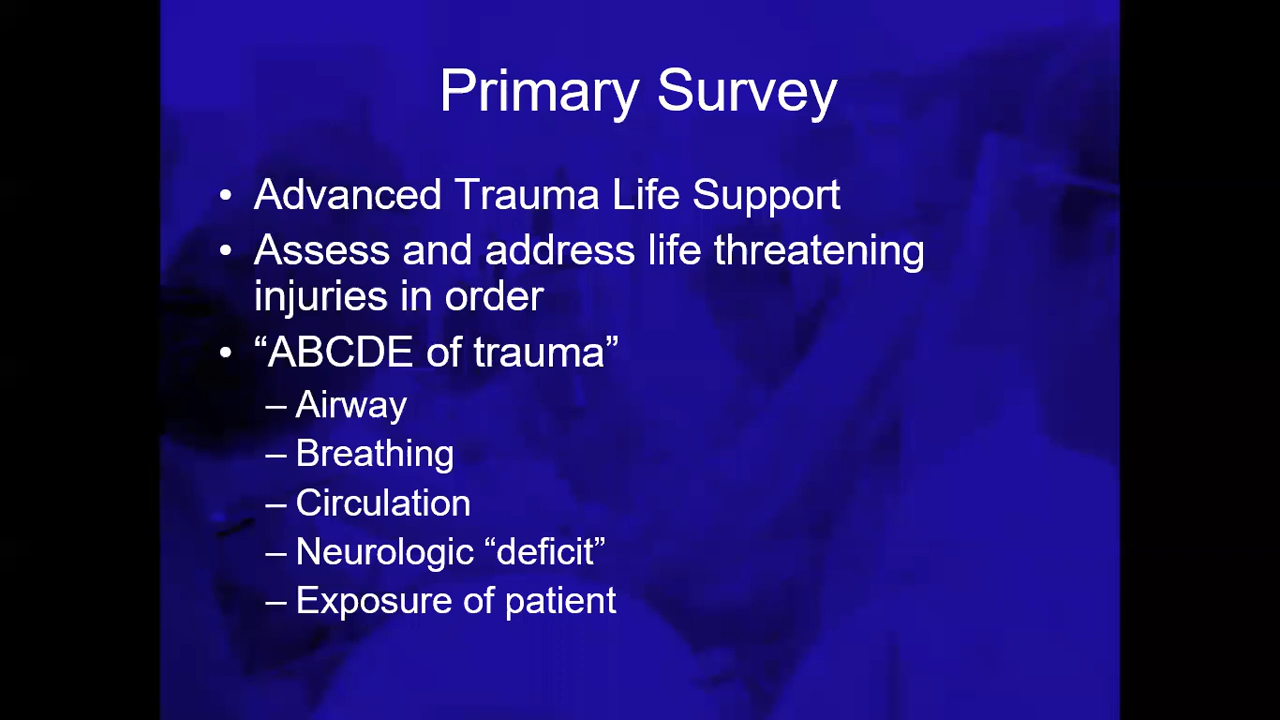 Primary Survey
• Advanced Trauma Life Support
• Assess and address life threatening
injuries in order
• “ABCDE of trauma”
– Airway
– Breathing
– Circulation
– Neurologic “deficit”
– Exposure of patient